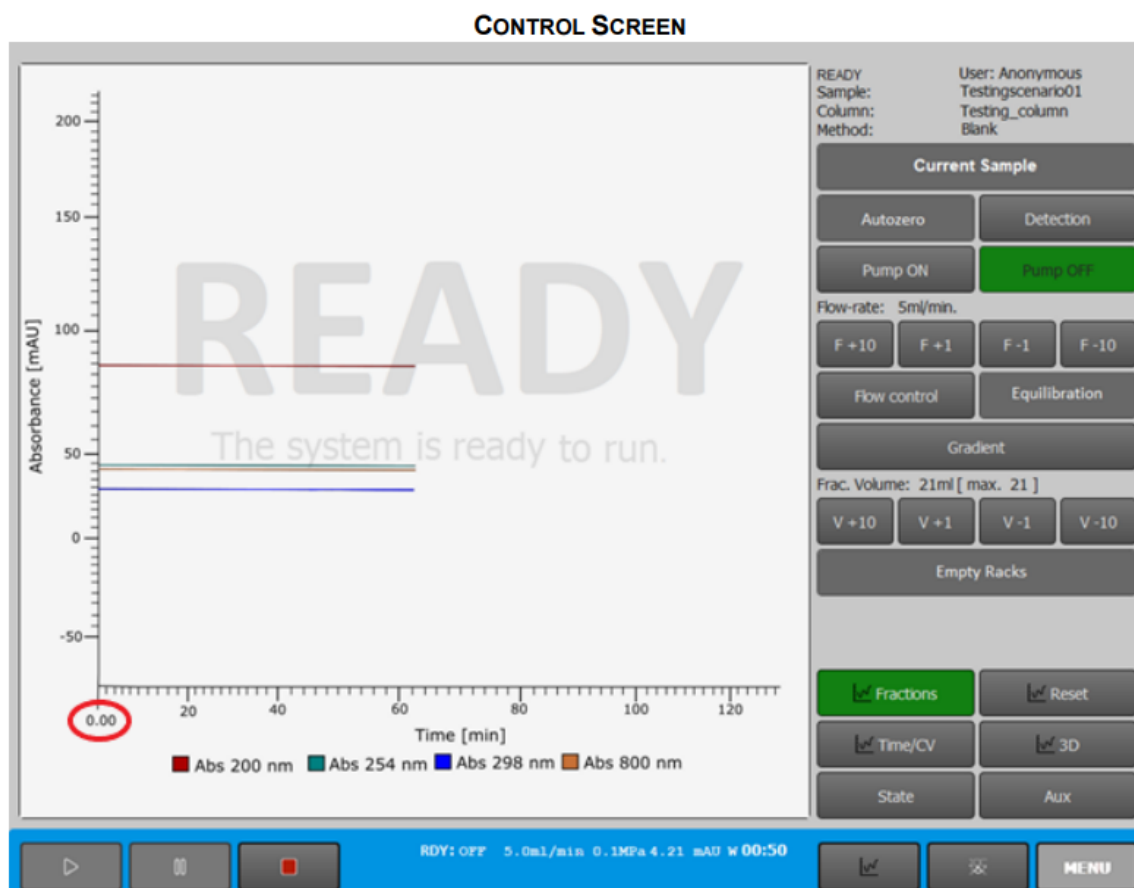 CONTROL SCREEN
READY User: Anonymous
Sample: Testingscenario01
Column: Testing_column
Method: Blank
Current Sample
Autozero Detection
Pump ON Pump OFF
Flow-rate: 5ml/min.
F +10 F +1 F -1 F -10
Flow control Equilibration
Gradient
Frac. Volume: 21ml [ max. 21 ]
V +10 V +1 V -1 V -10
Empty Racks
Fractions Reset
Time/CV 3D
State Aux
200
150
100
50
0
-50
Absorbance [mAU]
READY
The system is ready to run.
0.00 20 40 60 80 100 120
Time [min]
Abs 200 nm Abs 254 nm Abs 298 nm Abs 800 nm
RDY: OFF 5.0ml/min 0.1MPa 4.21 mAU W 00:50
MENU